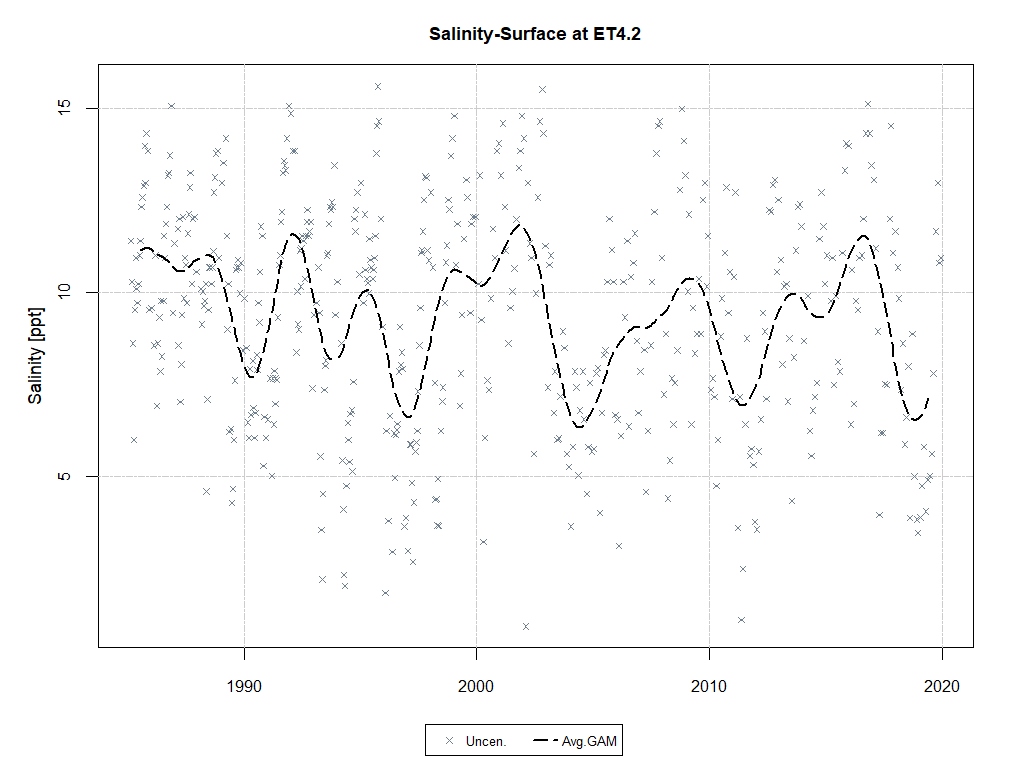 Salinity-Surface at ET4.2
15
10
5
Salinity [ppt]
1990 2000 2010 2020
Uncen. Avg.GAM